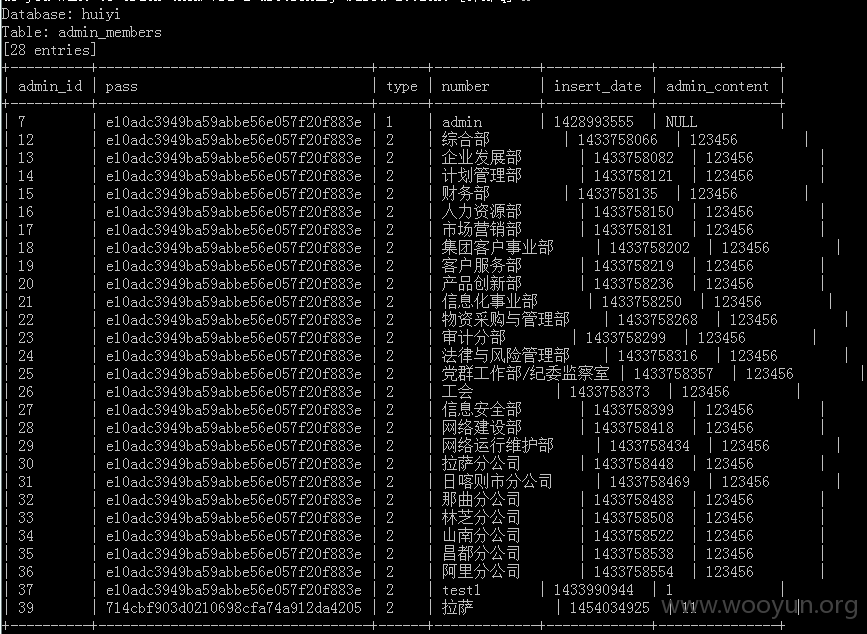 Database: huiyi
Table: admin_members
[28 entries]
| admin_id | pass | type | number | insert_date | admin_content |
| 7 | e10adc3949ba59abbe56e057f20f883e | 1 | admin | 1428993555 | NULL |
| 12 | e10adc3949ba59abbe56e057f20f883e | 2 | 综合部 | 1433758066 | 123456 |
| 13 | e10adc3949ba59abbe56e057f20f883e | 2 | 企业发展部 | 1433758082 | 123456 |
| 14 | e10adc3949ba59abbe56e057f20f883e | 2 | 计划管理部 | 1433758121 | 123456 |
| 15 | e10adc3949ba59abbe56e057f20f883e | 2 | 财务部 | 1433758135 | 123456 |
| 16 | e10adc3949ba59abbe56e057f20f883e | 2 | 人力资源部 | 1433758150 | 123456 |
| 17 | e10adc3949ba59abbe56e057f20f883e | 2 | 市场营销部 | 1433758181 | 123456 |
| 18 | e10adc3949ba59abbe56e057f20f883e | 2 | 集团客户事业部 | 1433758202 | 123456 |
| 19 | e10adc3949ba59abbe56e057f20f883e | 2 | 客户服务部 | 1433758219 | 123456 |
| 20 | e10adc3949ba59abbe56e057f20f883e | 2 | 产品创新部 | 1433758236 | 123456 |
| 21 | e10adc3949ba59abbe56e057f20f883e | 2 | 信息化事业部 | 1433758250 | 123456 |
| 22 | e10adc3949ba59abbe56e057f20f883e | 2 | 物资采购与管理部 | 1433758268 | 123456 |
| 23 | e10adc3949ba59abbe56e057f20f883e | 2 | 审计分部 | 1433758299 | 123456 |
| 24 | e10adc3949ba59abbe56e057f20f883e | 2 | 法律与风险管理部 | 1433758316 | 123456 |
| 25 | e10adc3949ba59abbe56e057f20f883e | 2 | 党群工作部/纪委监察室 | 1433758357 | 123456 |
| 26 | e10adc3949ba59abbe56e057f20f883e | 2 | 工会 | 1433758373 | 123456 |
| 27 | e10adc3949ba59abbe56e057f20f883e | 2 | 信息安全部 | 1433758399 | 123456 |
| 28 | e10adc3949ba59abbe56e057f20f883e | 2 | 网络建设部 | 1433758418 | 123456 |
| 29 | e10adc3949ba59abbe56e057f20f883e | 2 | 网络运行维护部 | 1433758434 | 123456 |
| 30 | e10adc3949ba59abbe56e057f20f883e | 2 | 拉萨分公司 | 1433758448 | 123456 |
| 31 | e10adc3949ba59abbe56e057f20f883e | 2 | 日喀则市分公司 | 1433758469 | 123456 |
| 32 | e10adc3949ba59abbe56e057f20f883e | 2 | 那曲分公司 | 1433758488 | 123456 |
| 33 | e10adc3949ba59abbe56e057f20f883e | 2 | 林芝分公司 | 1433758508 | 123456 |
| 34 | e10adc3949ba59abbe56e057f20f883e | 2 | 山南分公司 | 1433758522 | 123456 |
| 35 | e10adc3949ba59abbe56e057f20f883e | 2 | 昌都分公司 | 1433758538 | 123456 |
| 36 | e10adc3949ba59abbe56e057f20f883e | 2 | 阿里分公司 | 1433758554 | 123456 |
| 37 | e10adc3949ba59abbe56e057f20f883e | 2 | test1 | 1433990944 | 1 |
| 39 | 714cbf903d0210698cfa74a912da4205 | 2 | 拉萨 | 1454034925 | 11 |
www.wooyun.org